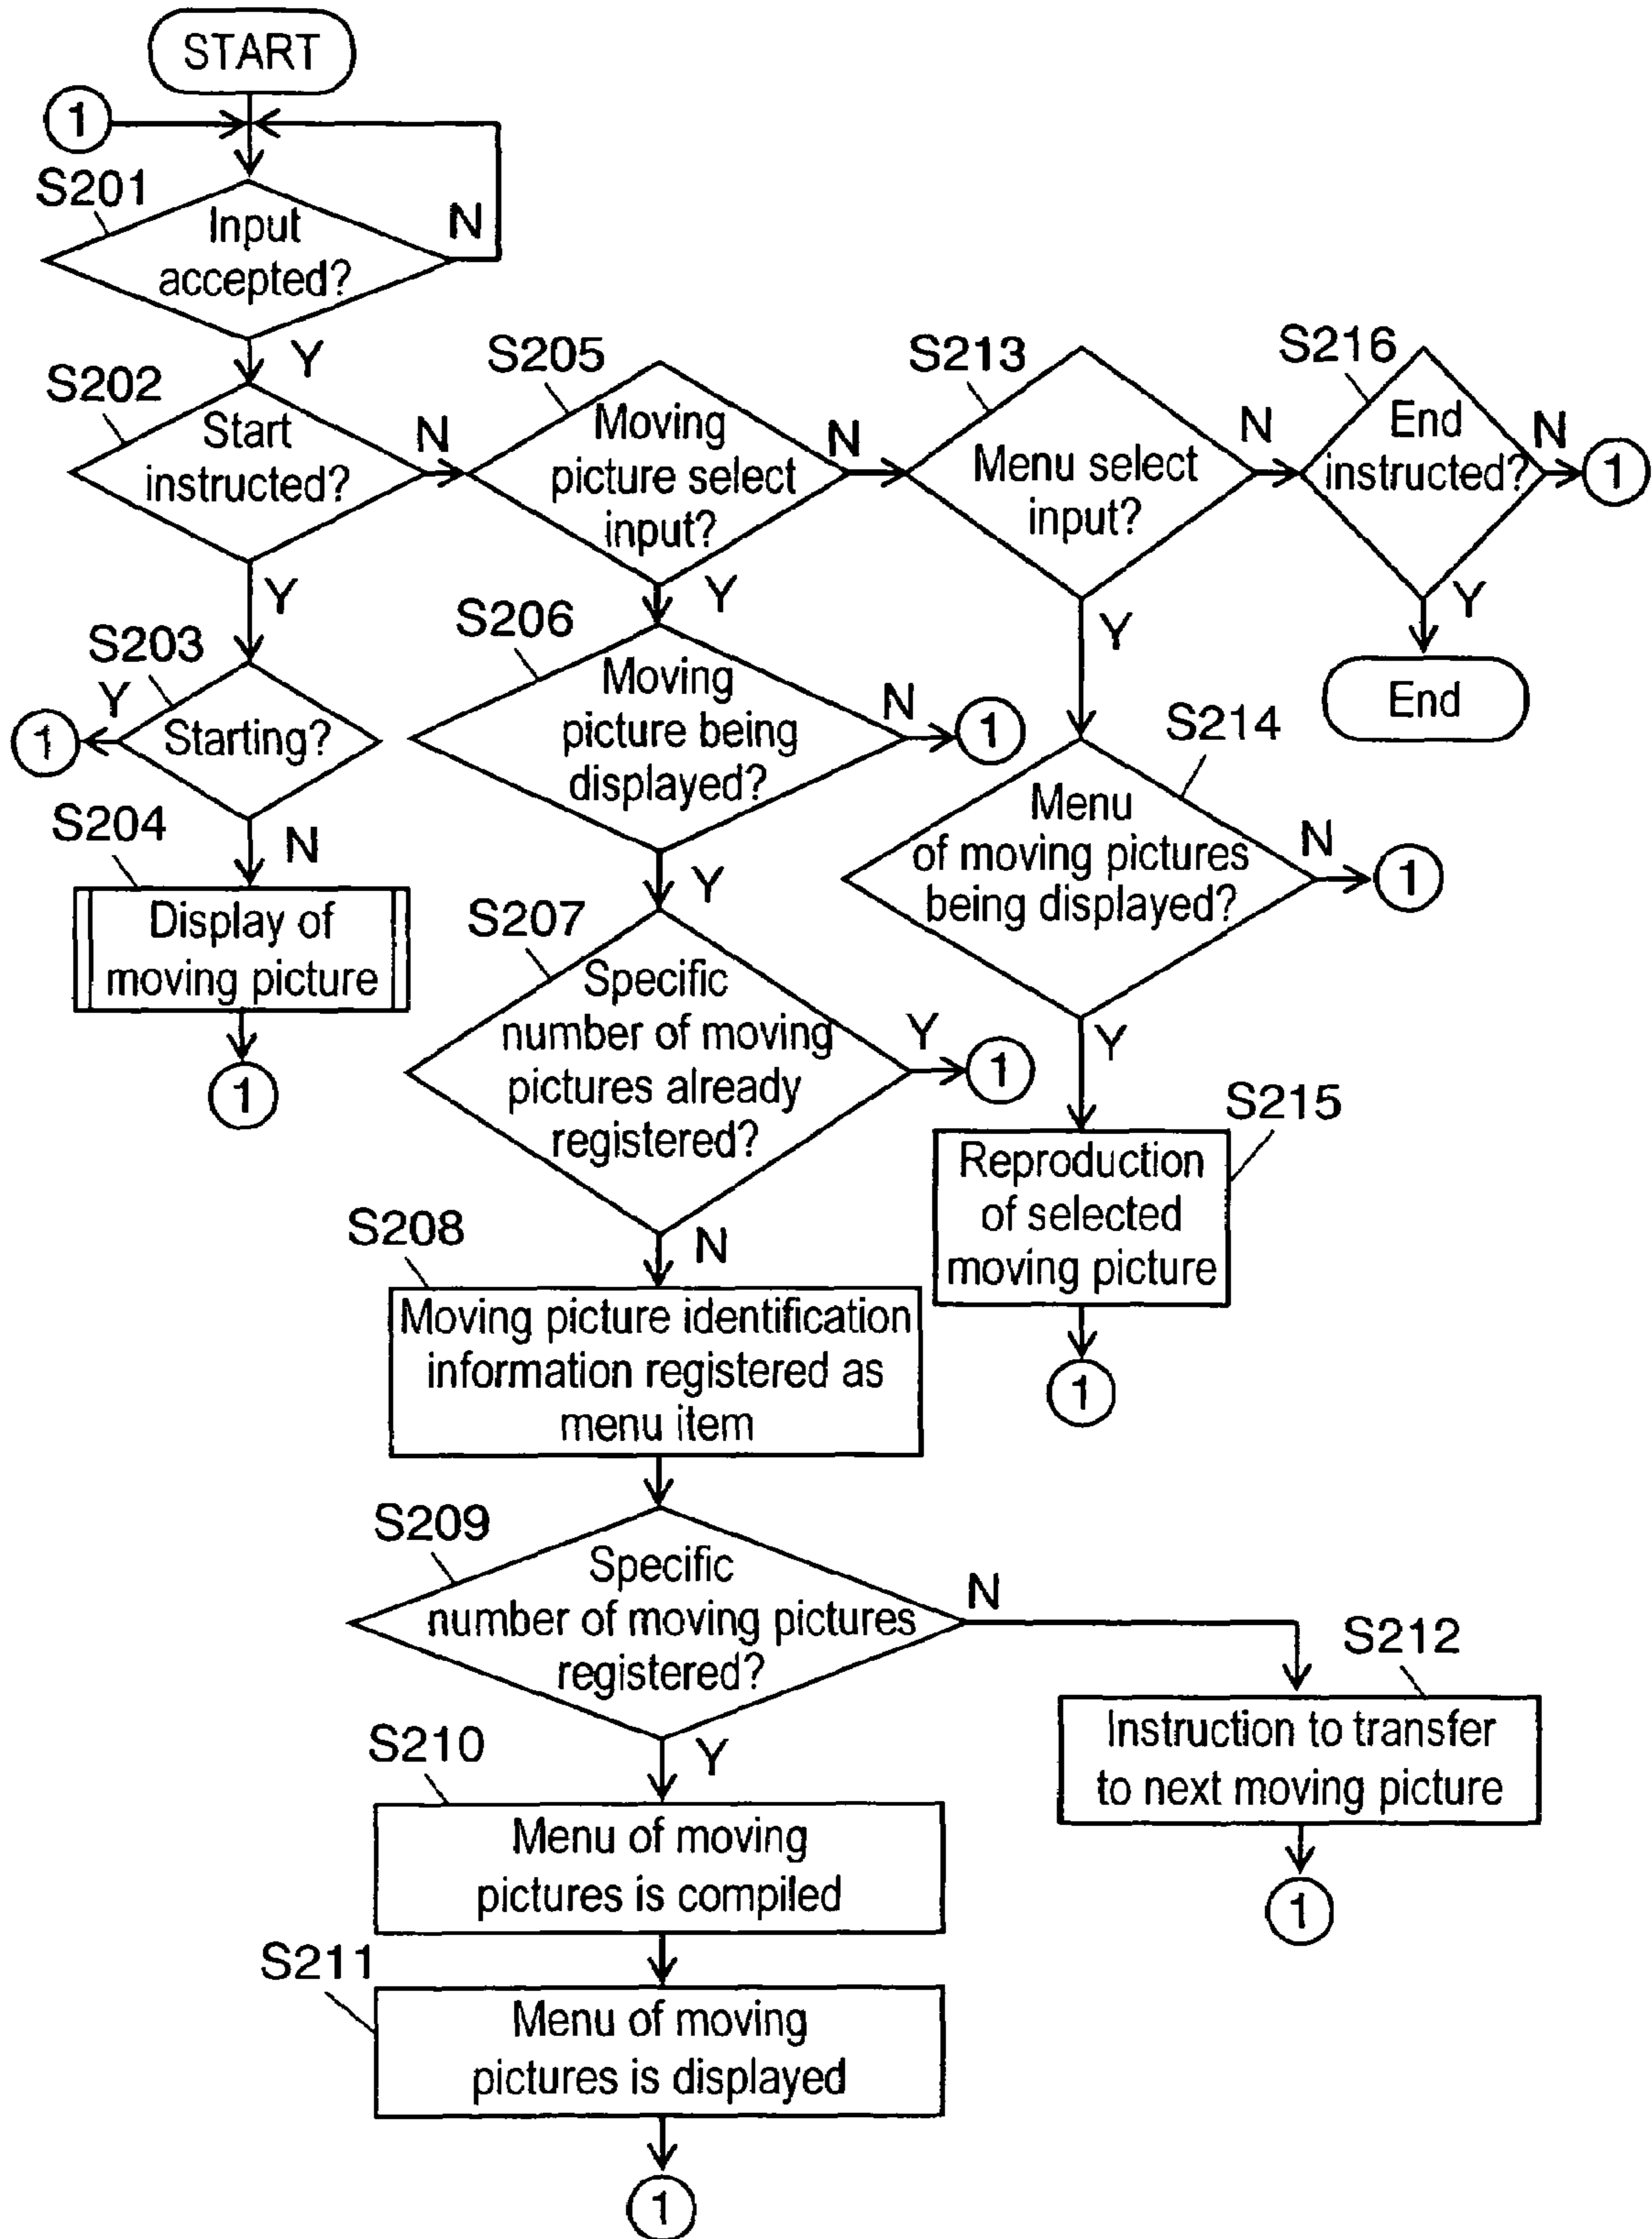 START
1
S201
Input
accepted?
N
Y
S202
Start
instructed?
N
Y
S203
Starting?
Y
1
N
S204
Display of
moving picture
1
S205
Moving
picture select
input?
N
Y
S206
Moving
picture being
displayed?
N
1
Y
S207
Specific
number of moving
pictures already
registered?
Y
1
N
S208
Moving picture identification
information registered as
menu item
S209
Specific
number of moving pictures
registered?
N
Y
S210
Menu of moving
pictures is compiled
S211
Menu of moving
pictures is displayed
1
S212
Instruction to transfer
to next moving picture
1
S213
Menu select
input?
N
Y
S214
Menu
of moving pictures
being displayed?
N
1
Y
S215
Reproduction
of selected
moving picture
1
S216
End
instructed?
N
1
Y
End